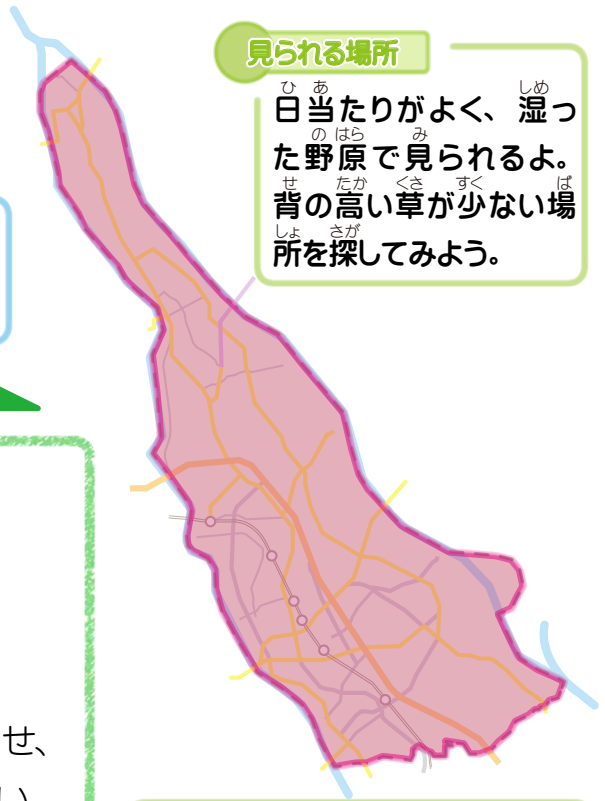 見られる場所
日当たりがよく、湿っ
た野原で見られるよ。
背の高い草が少ない場
所を探してみよう。
せ、
い